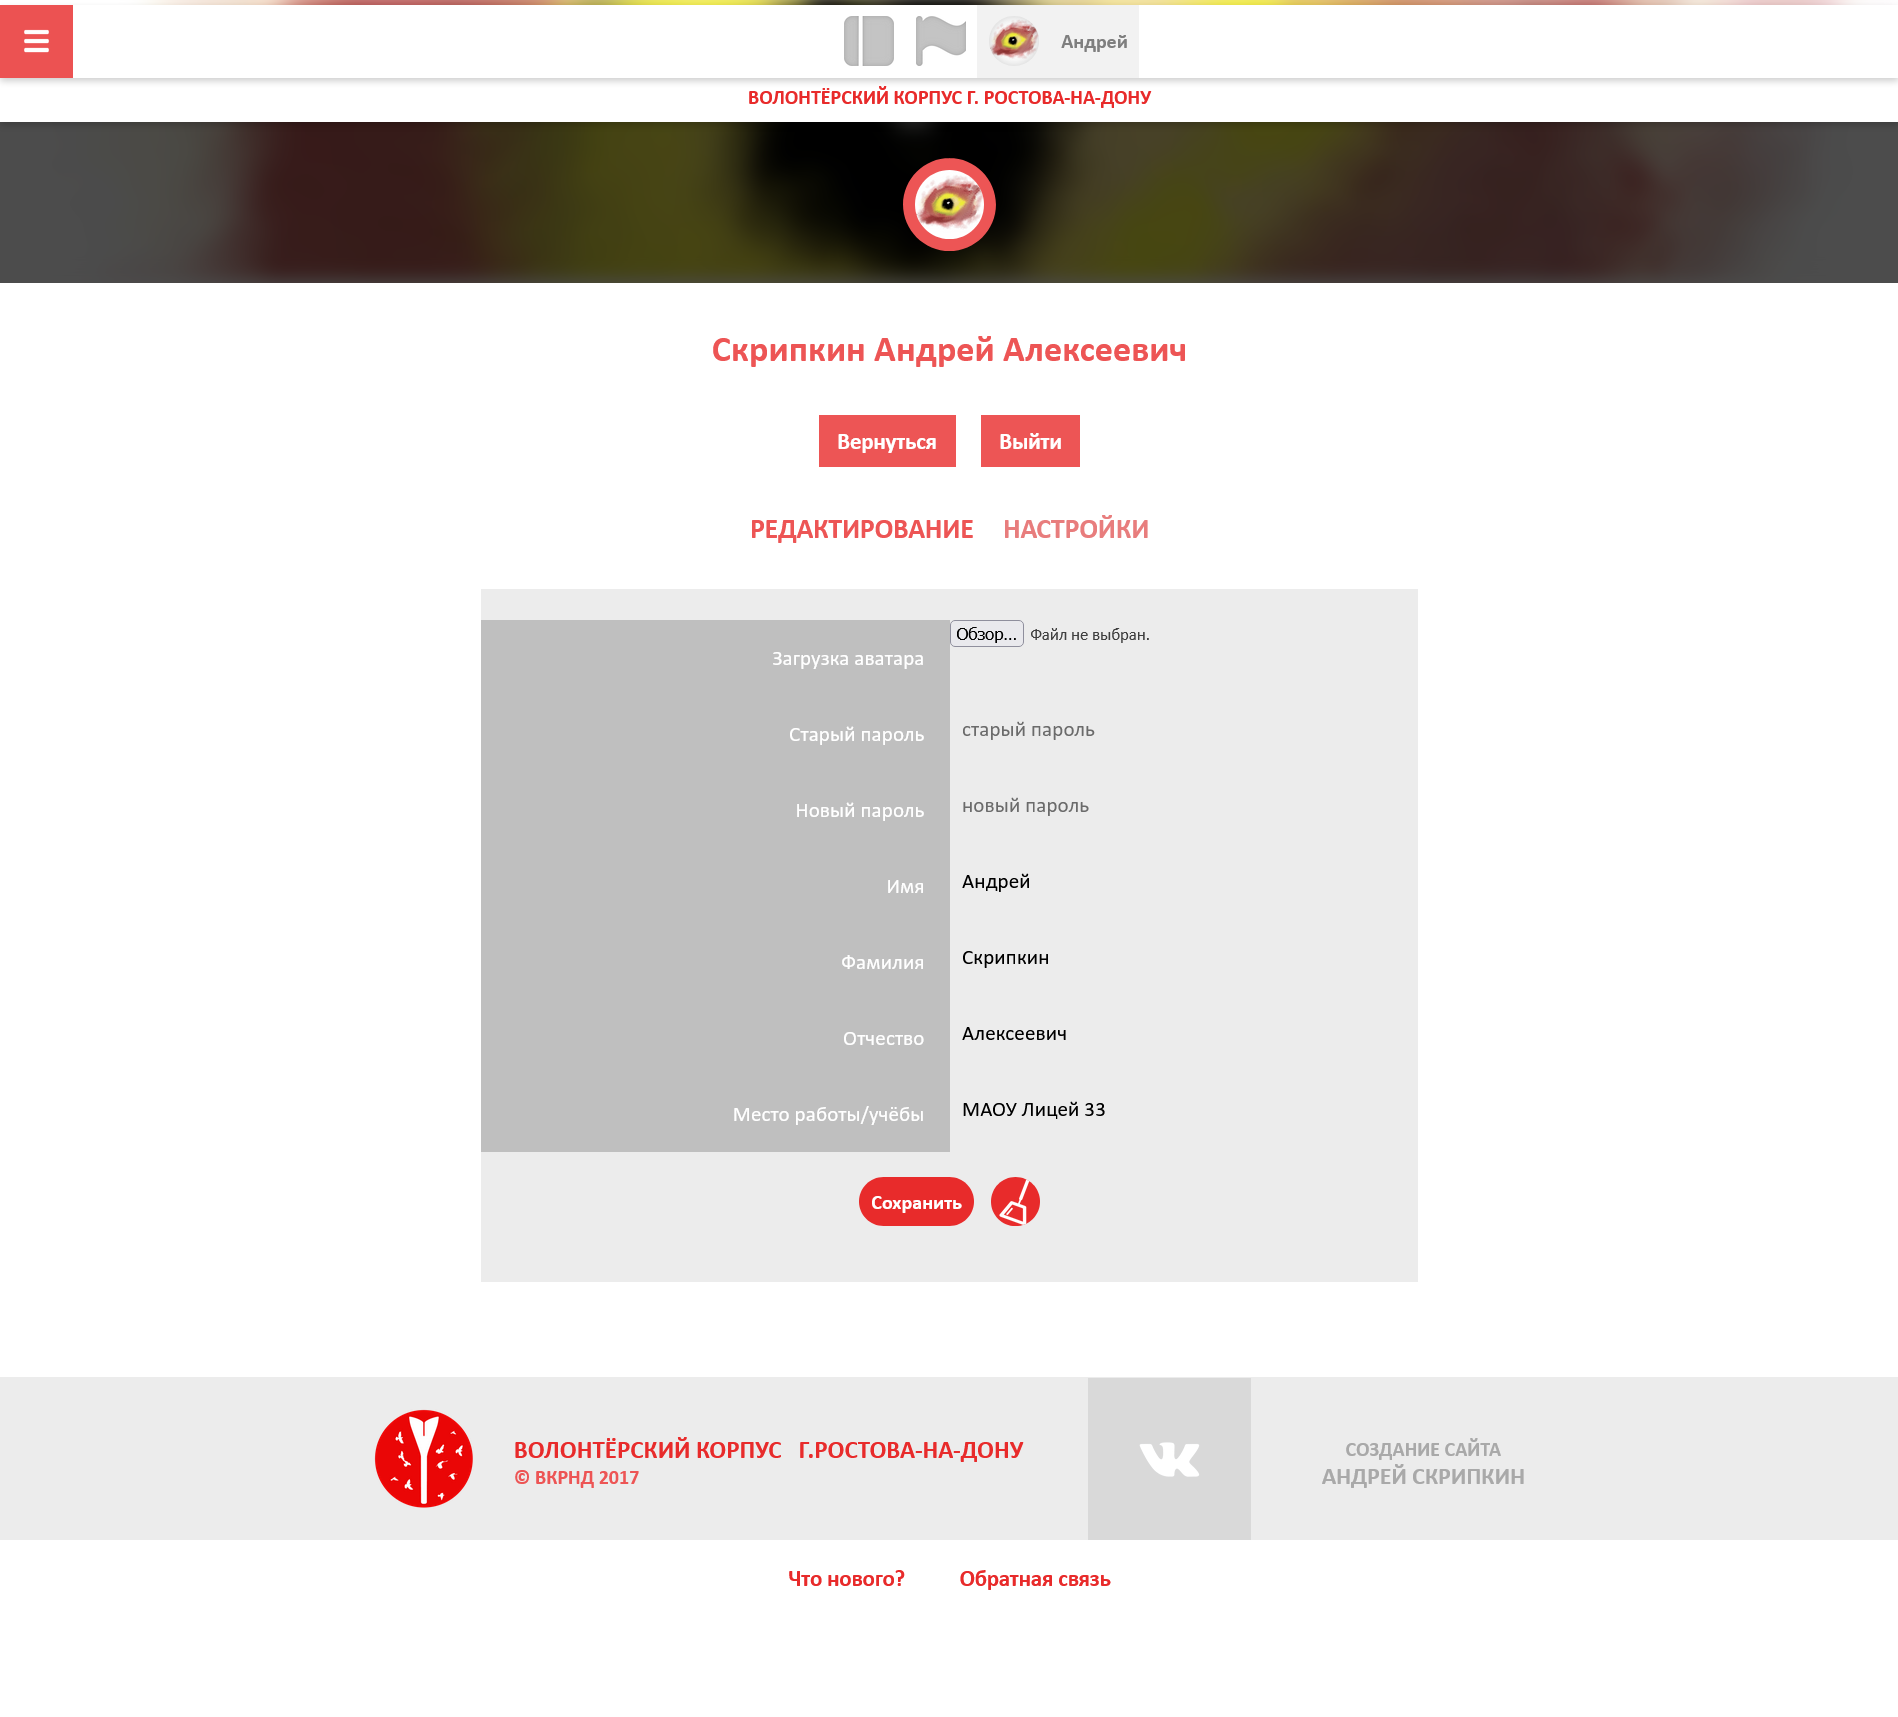 Андрей
ВОЛОНТЁРСКИЙ КОРПУС Г. РОСТОВА-НА-ДОНУ
Скрипкин Андрей Алексеевич
Вернуться Выйти
РЕДАКТИРОВАНИЕ НАСТРОЙКИ
Загрузка аватара Обзор... Файл не выбран.
Старый пароль старый пароль
Новый пароль новый пароль
Имя Андрей
Фамилия Скрипкин
Отчество Алексеевич
Место работы/учёбы МАОУ Лицей 33
Сохранить
ВОЛОНТЁРСКИЙ КОРПУС Г.РОСТОВА-НА-ДОНУ
© ВКРНД 2017
СОЗДАНИЕ САЙТА
АНДРЕЙ СКРИПКИН
Что нового? Обратная связь